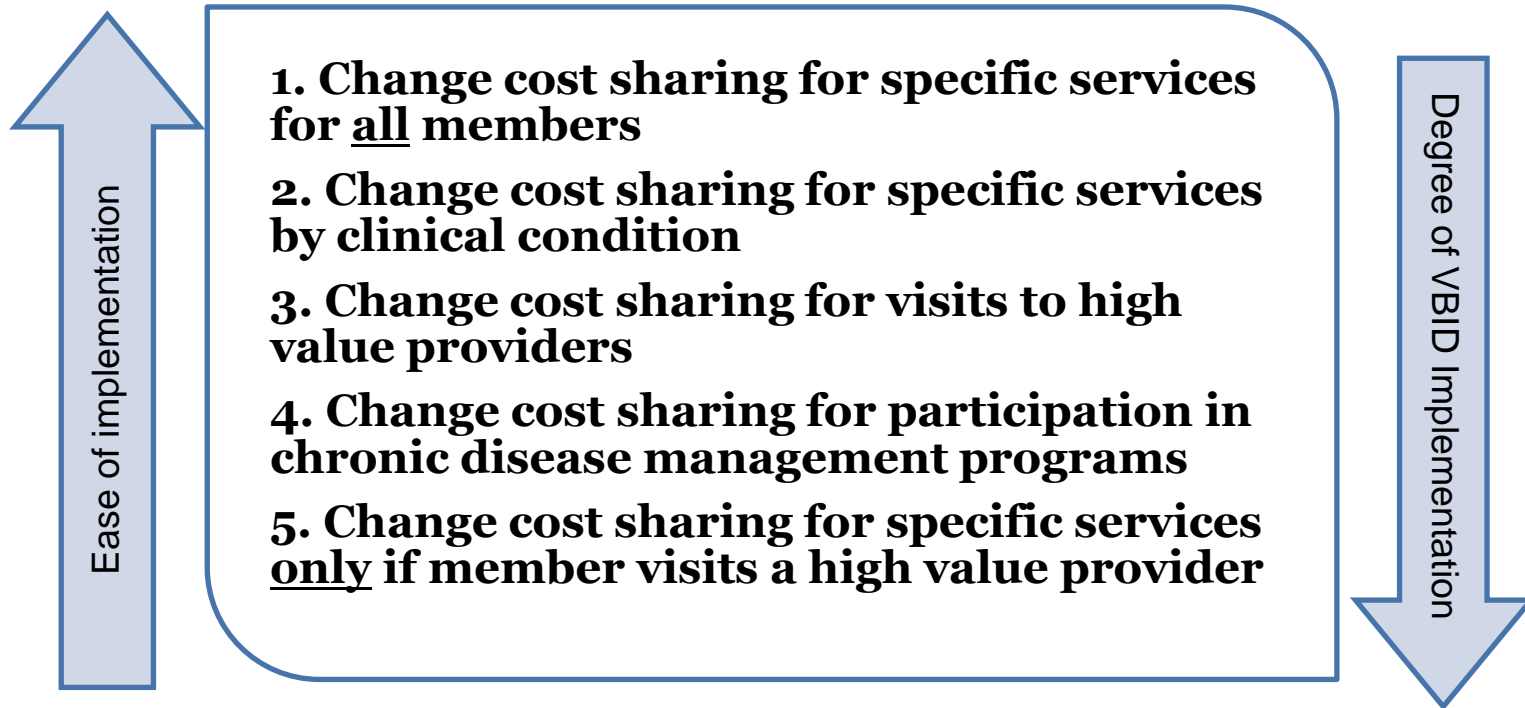 Ease of implementation
1. Change cost sharing for specific services
for all members
2. Change cost sharing for specific services
by clinical condition
3. Change cost sharing for visits to high
value providers
4. Change cost sharing for participation in
chronic disease management programs
5. Change cost sharing for specific services
only if member visits a high value provider
Degree of VBID Implementation